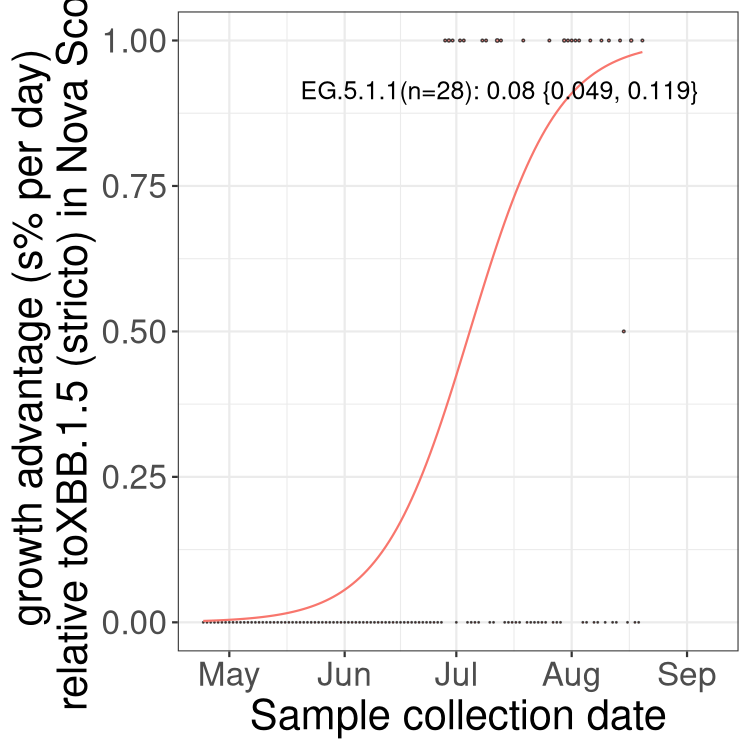 growth advantage (s% per day)
relative toXBB.1.5 (stricto) in Nova Sco
1.00
0.75
0.50
0.25
0.00
EG.5.1.1(n=28): 0.08 {0.049, 0.119}
May Jun Jul Aug Sep
Sample collection date